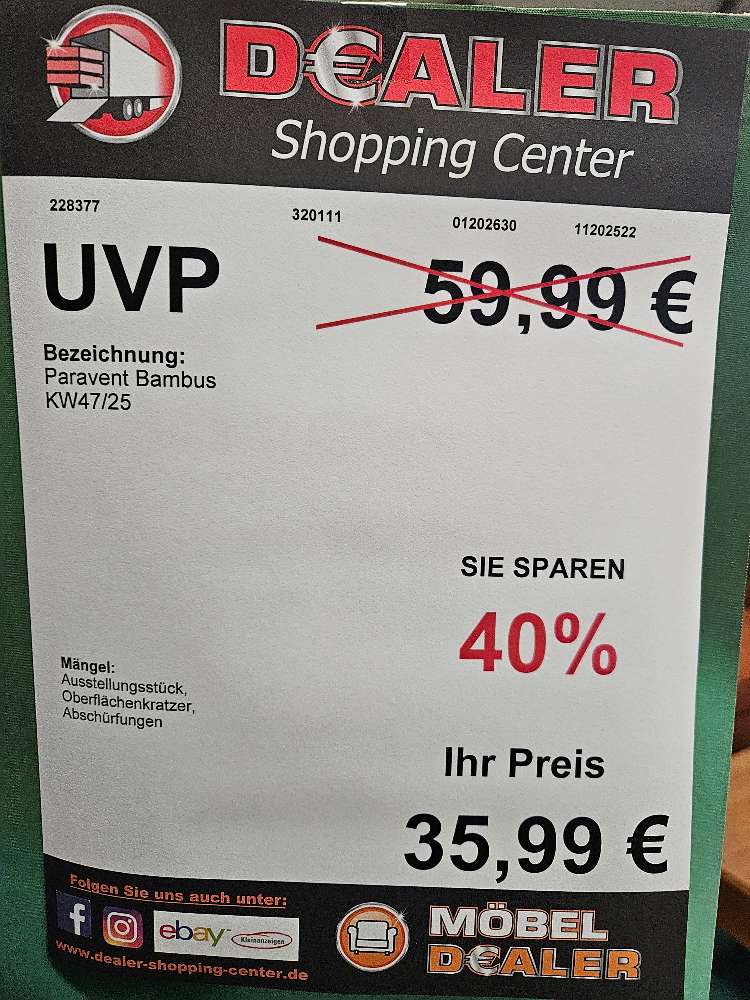 D€ALER
Shopping Center
228377 320111 01202630 11202522
UVP 59,99 €
Bezeichnung:
Paravent Bambus
KW47/25
SIE SPAREN
40%
Mängel:
Ausstellungsstück,
Oberflächenkratzer,
Abschürfungen
Ihr Preis
35,99 €
Folgen Sie uns auch unter:
f ebay Kleinanzeigen
www.dealer-shopping-center.de
MÖBEL
D€ALER